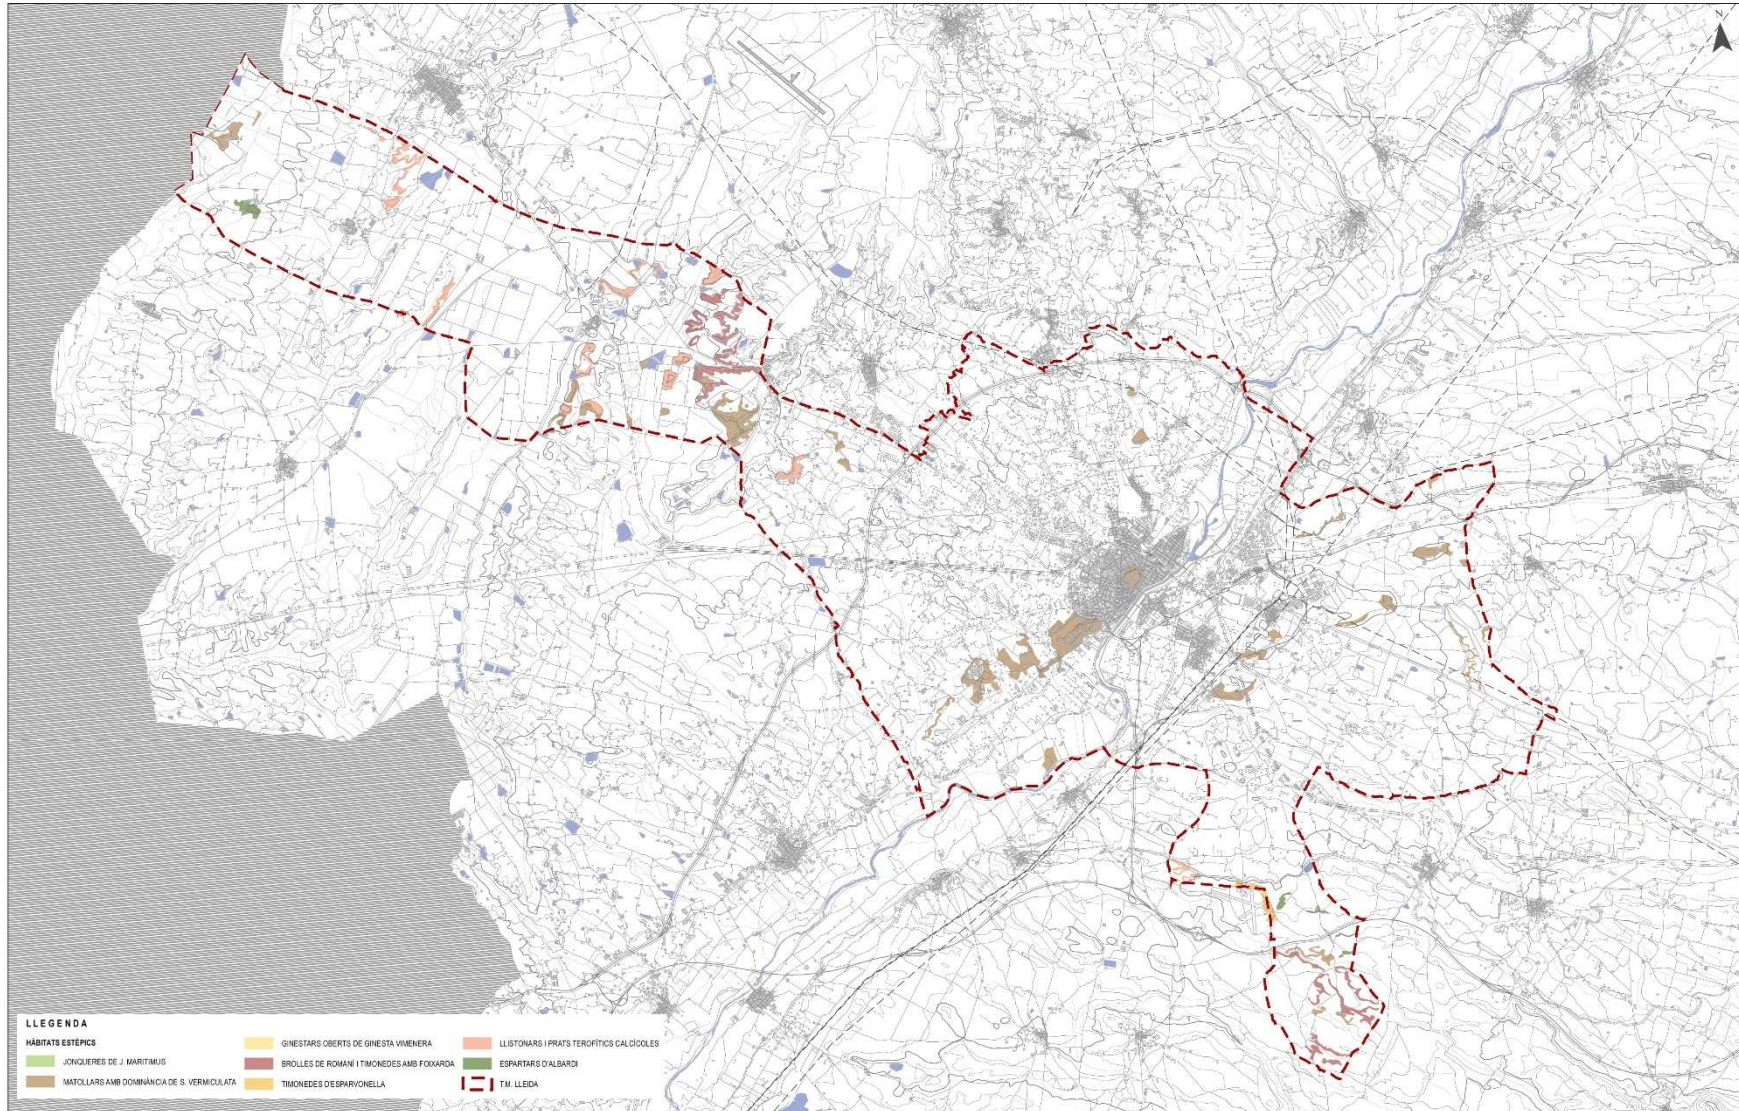 N
LLEGENDA
HÀBITATS ESTÈPICS
JONQUERES DE J. MARITIMUS
MATOLLARS AMB DOMINÀNCIA DE S. VERMICULATA
GINESTARS OBERTS DE GINESTA VIMENERA
BROLLES DE ROMANÍ I TIMONEDES AMB FOIXARDA
TIMONEDES D'ESPARVONELLA
LLISTONARS I PRATS TEROFÍTICS CALCÍCOLES
ESPARTARS D'ALBARDI
T.M. LLEIDA